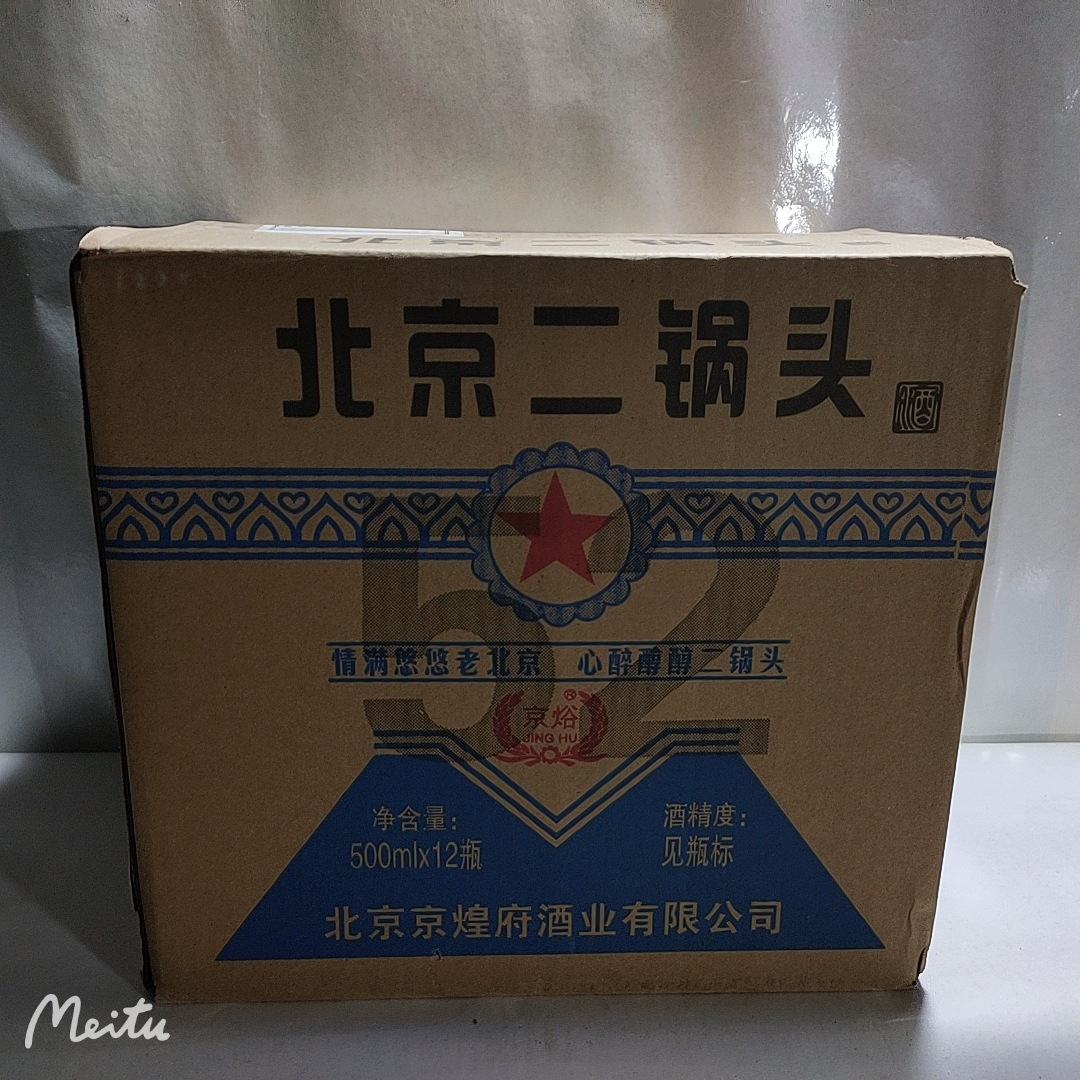 北京二锅头
酒
52
情满悠悠老北京 心醉醇醇二锅头
京焀®
JING HU
净含量:
500mlx12瓶
酒精度:
见瓶标
北京京煌府酒业有限公司
Meitu